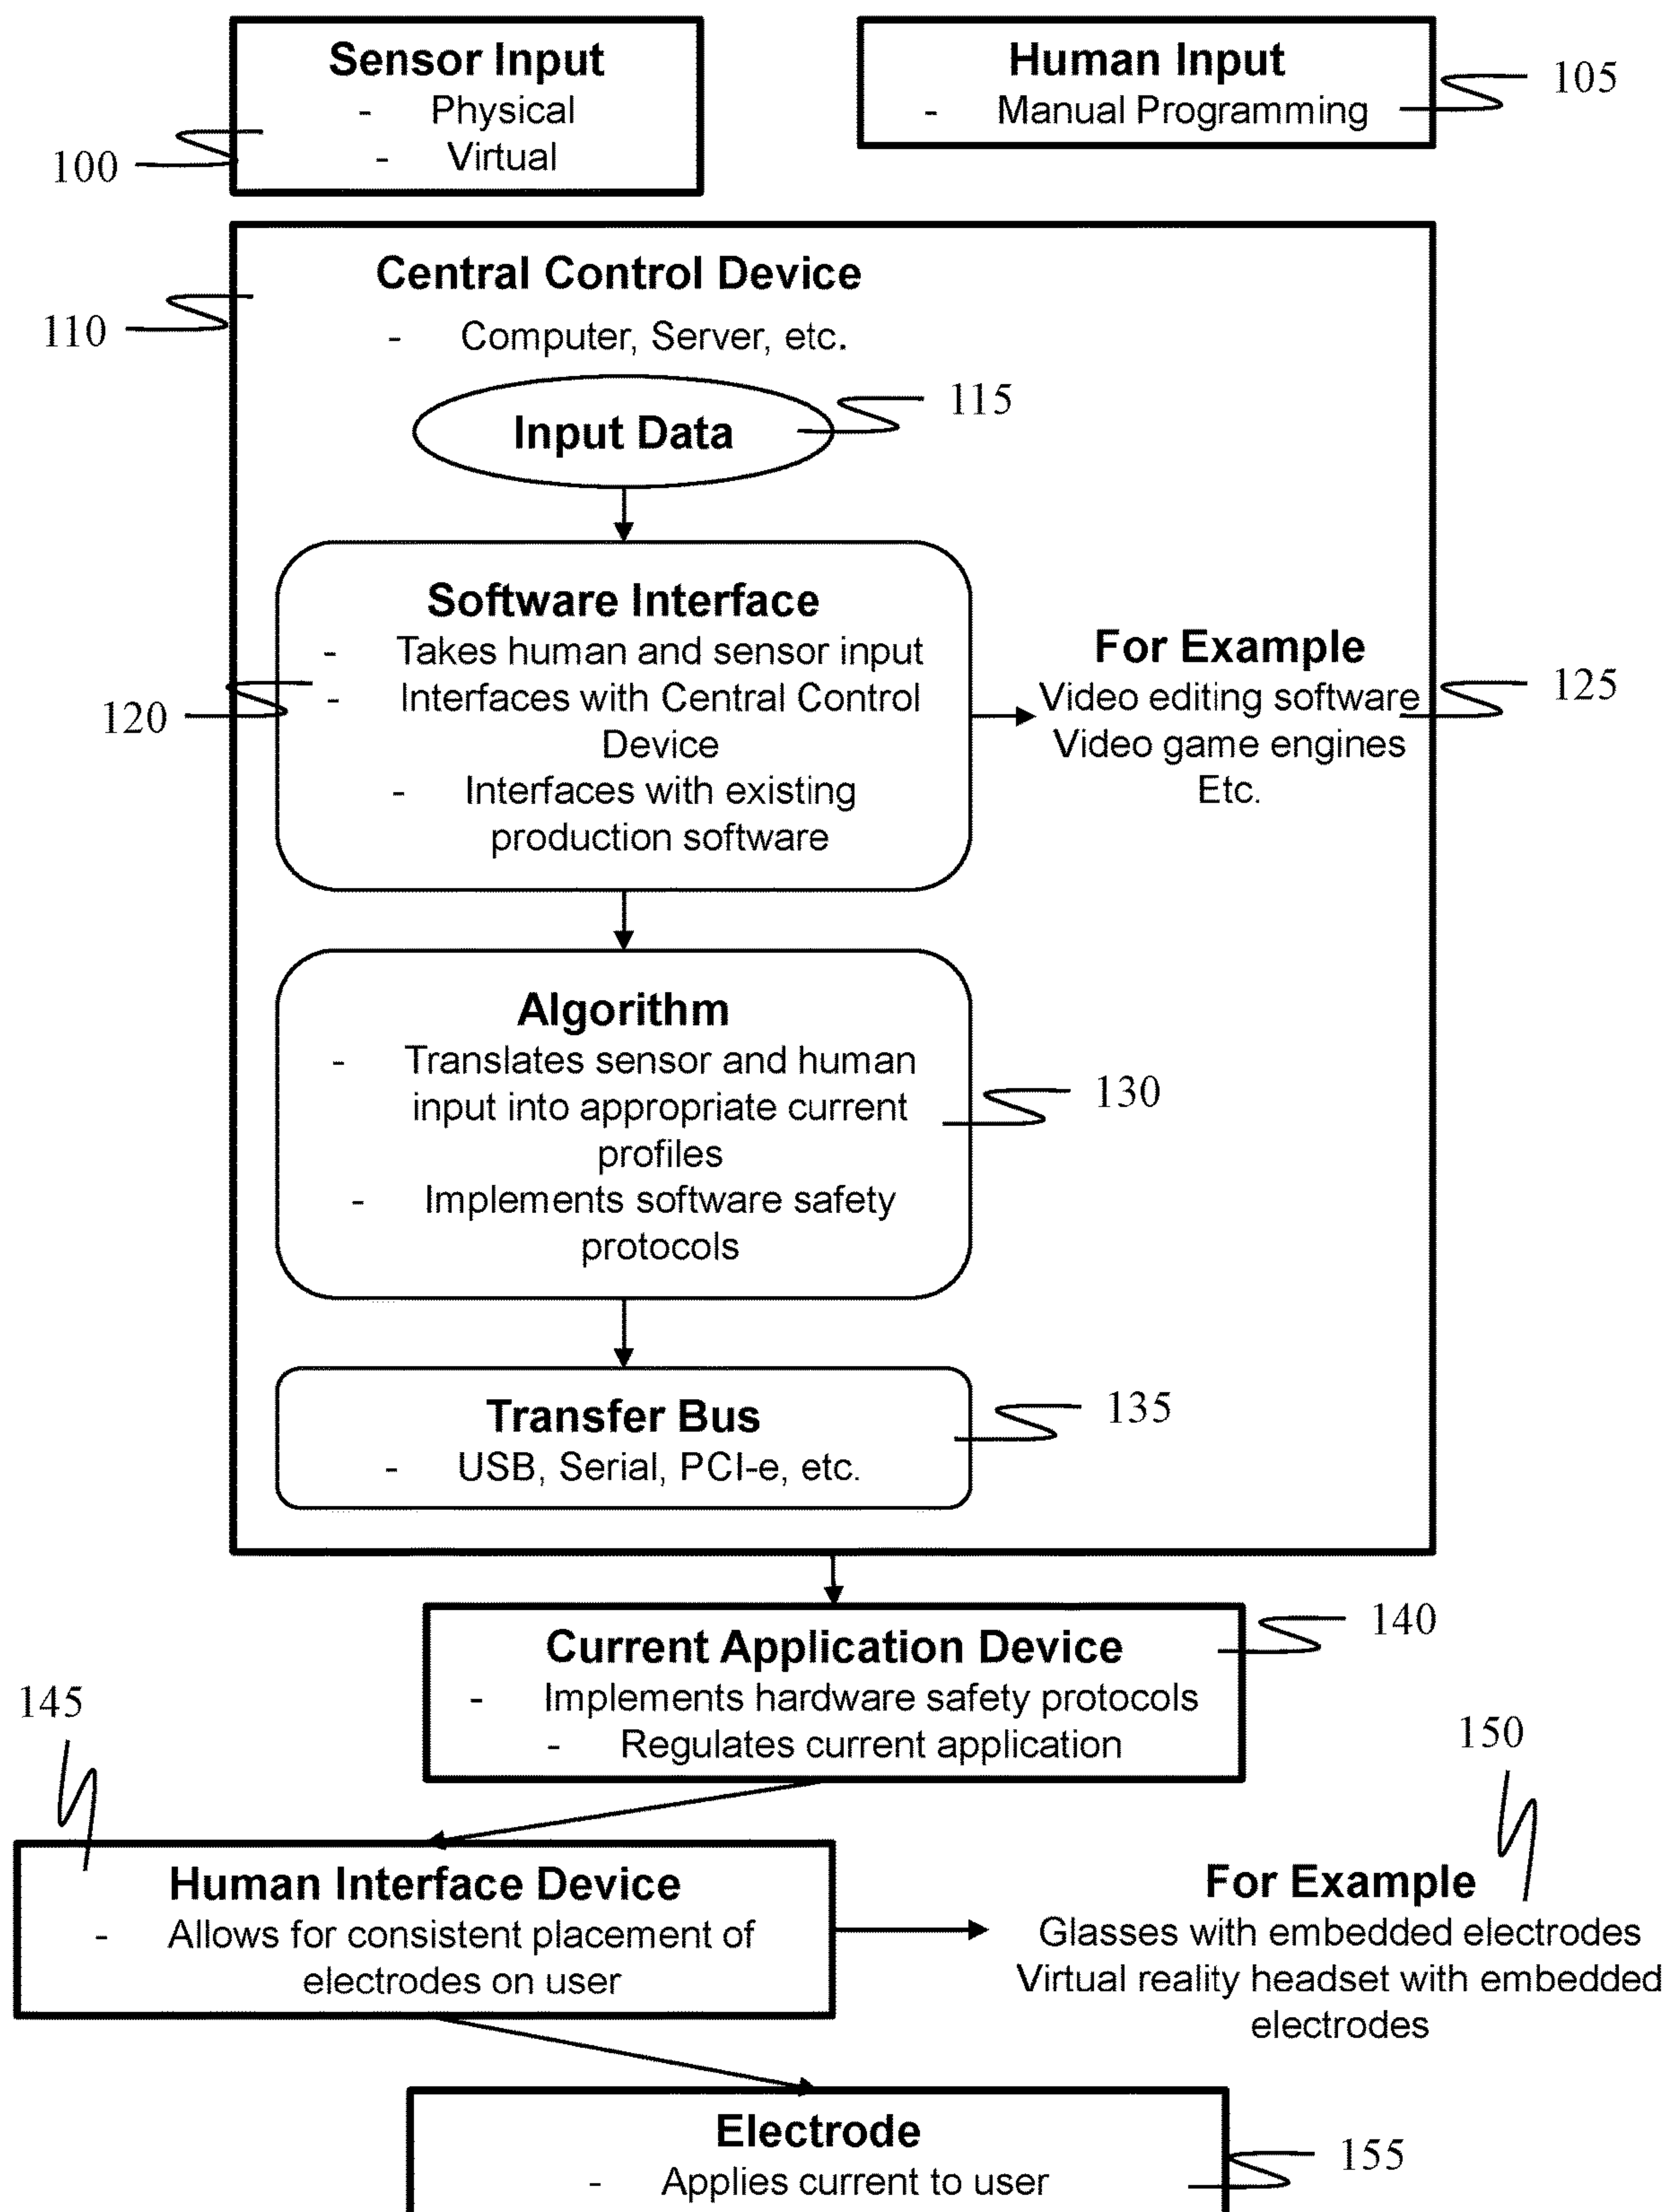 Sensor Input
- Physical
- Virtual
100
Human Input
- Manual Programming
105
Central Control Device
- Computer, Server, etc.
110
Input Data
115
Software Interface
- Takes human and sensor input
- Interfaces with Central Control
Device
- Interfaces with existing
production software
120
For Example
Video editing software
Video game engines
Etc.
125
Algorithm
- Translates sensor and human
input into appropriate current
profiles
- Implements software safety
protocols
130
Transfer Bus
- USB, Serial, PCI-e, etc.
135
Current Application Device
- Implements hardware safety protocols
- Regulates current application
140
145
Human Interface Device
- Allows for consistent placement of
electrodes on user
150
For Example
Glasses with embedded electrodes
Virtual reality headset with embedded
electrodes
Electrode
- Applies current to user
155